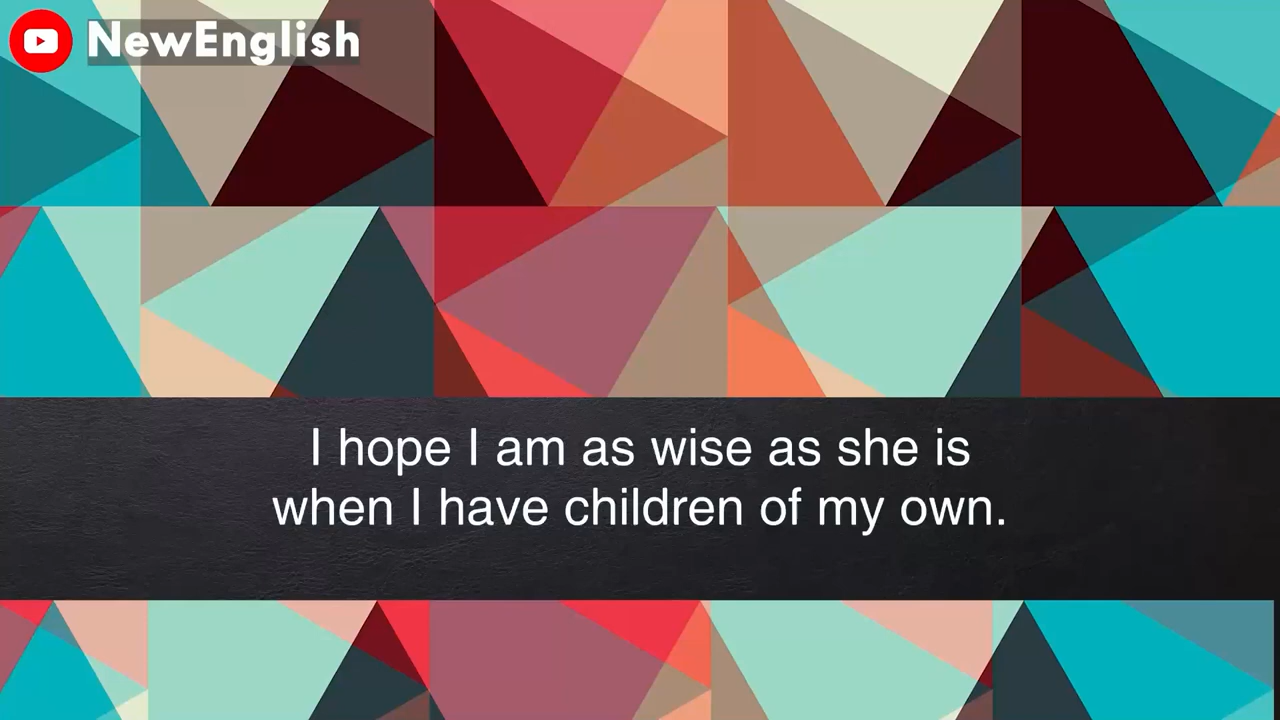 NewEnglish
I hope I am as wise as she is
when I have children of my own.